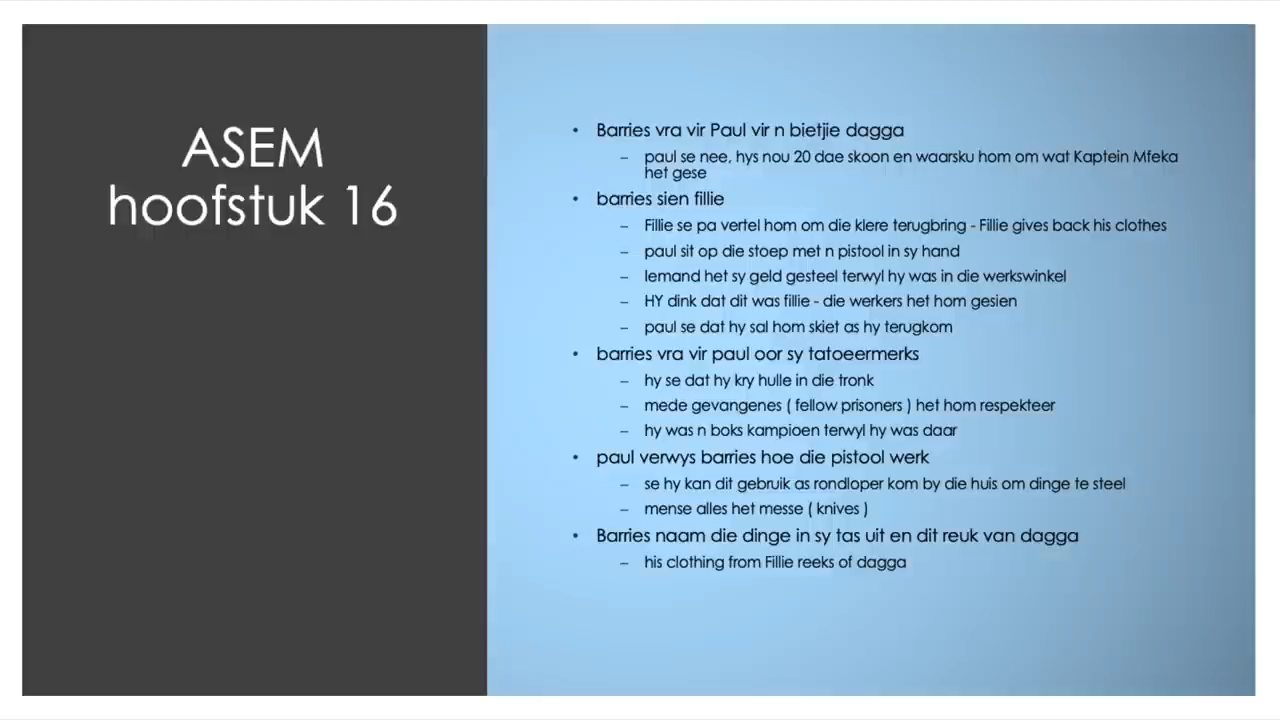 ASEM
hoofstuk 16
• Barries vra vir Paul vir n bietjie dagga
– paul se nee, hys nou 20 dae skoon en waarsku hom om wat Kaptein Mfeka
het gese
• barries sien fillie
– Fillie se pa vertel hom om die klere terugbring - Fillie gives back his clothes
– paul sit op die stoep met n pistool in sy hand
– Iemand het sy geld gesteel terwyl hy was in die werkswinkel
– HY dink dat dit was fillie - die werkers het hom gesien
– paul se dat hy sal hom skiet as hy terugkom
• barries vra vir paul oor sy tatoeermerks
– hy se dat hy kry hulle in die tronk
– mede gevangenes ( fellow prisoners ) het hom respekteer
– hy was n boks kampioen terwyl hy was daar
• paul verwys barries hoe die pistool werk
– se hy kan dit gebruik as rondloper kom by die huis om dinge te steel
– mense alles het messe ( knives )
• Barries naam die dinge in sy tas uit en dit reuk van dagga
– his clothing from Fillie reeks of dagga